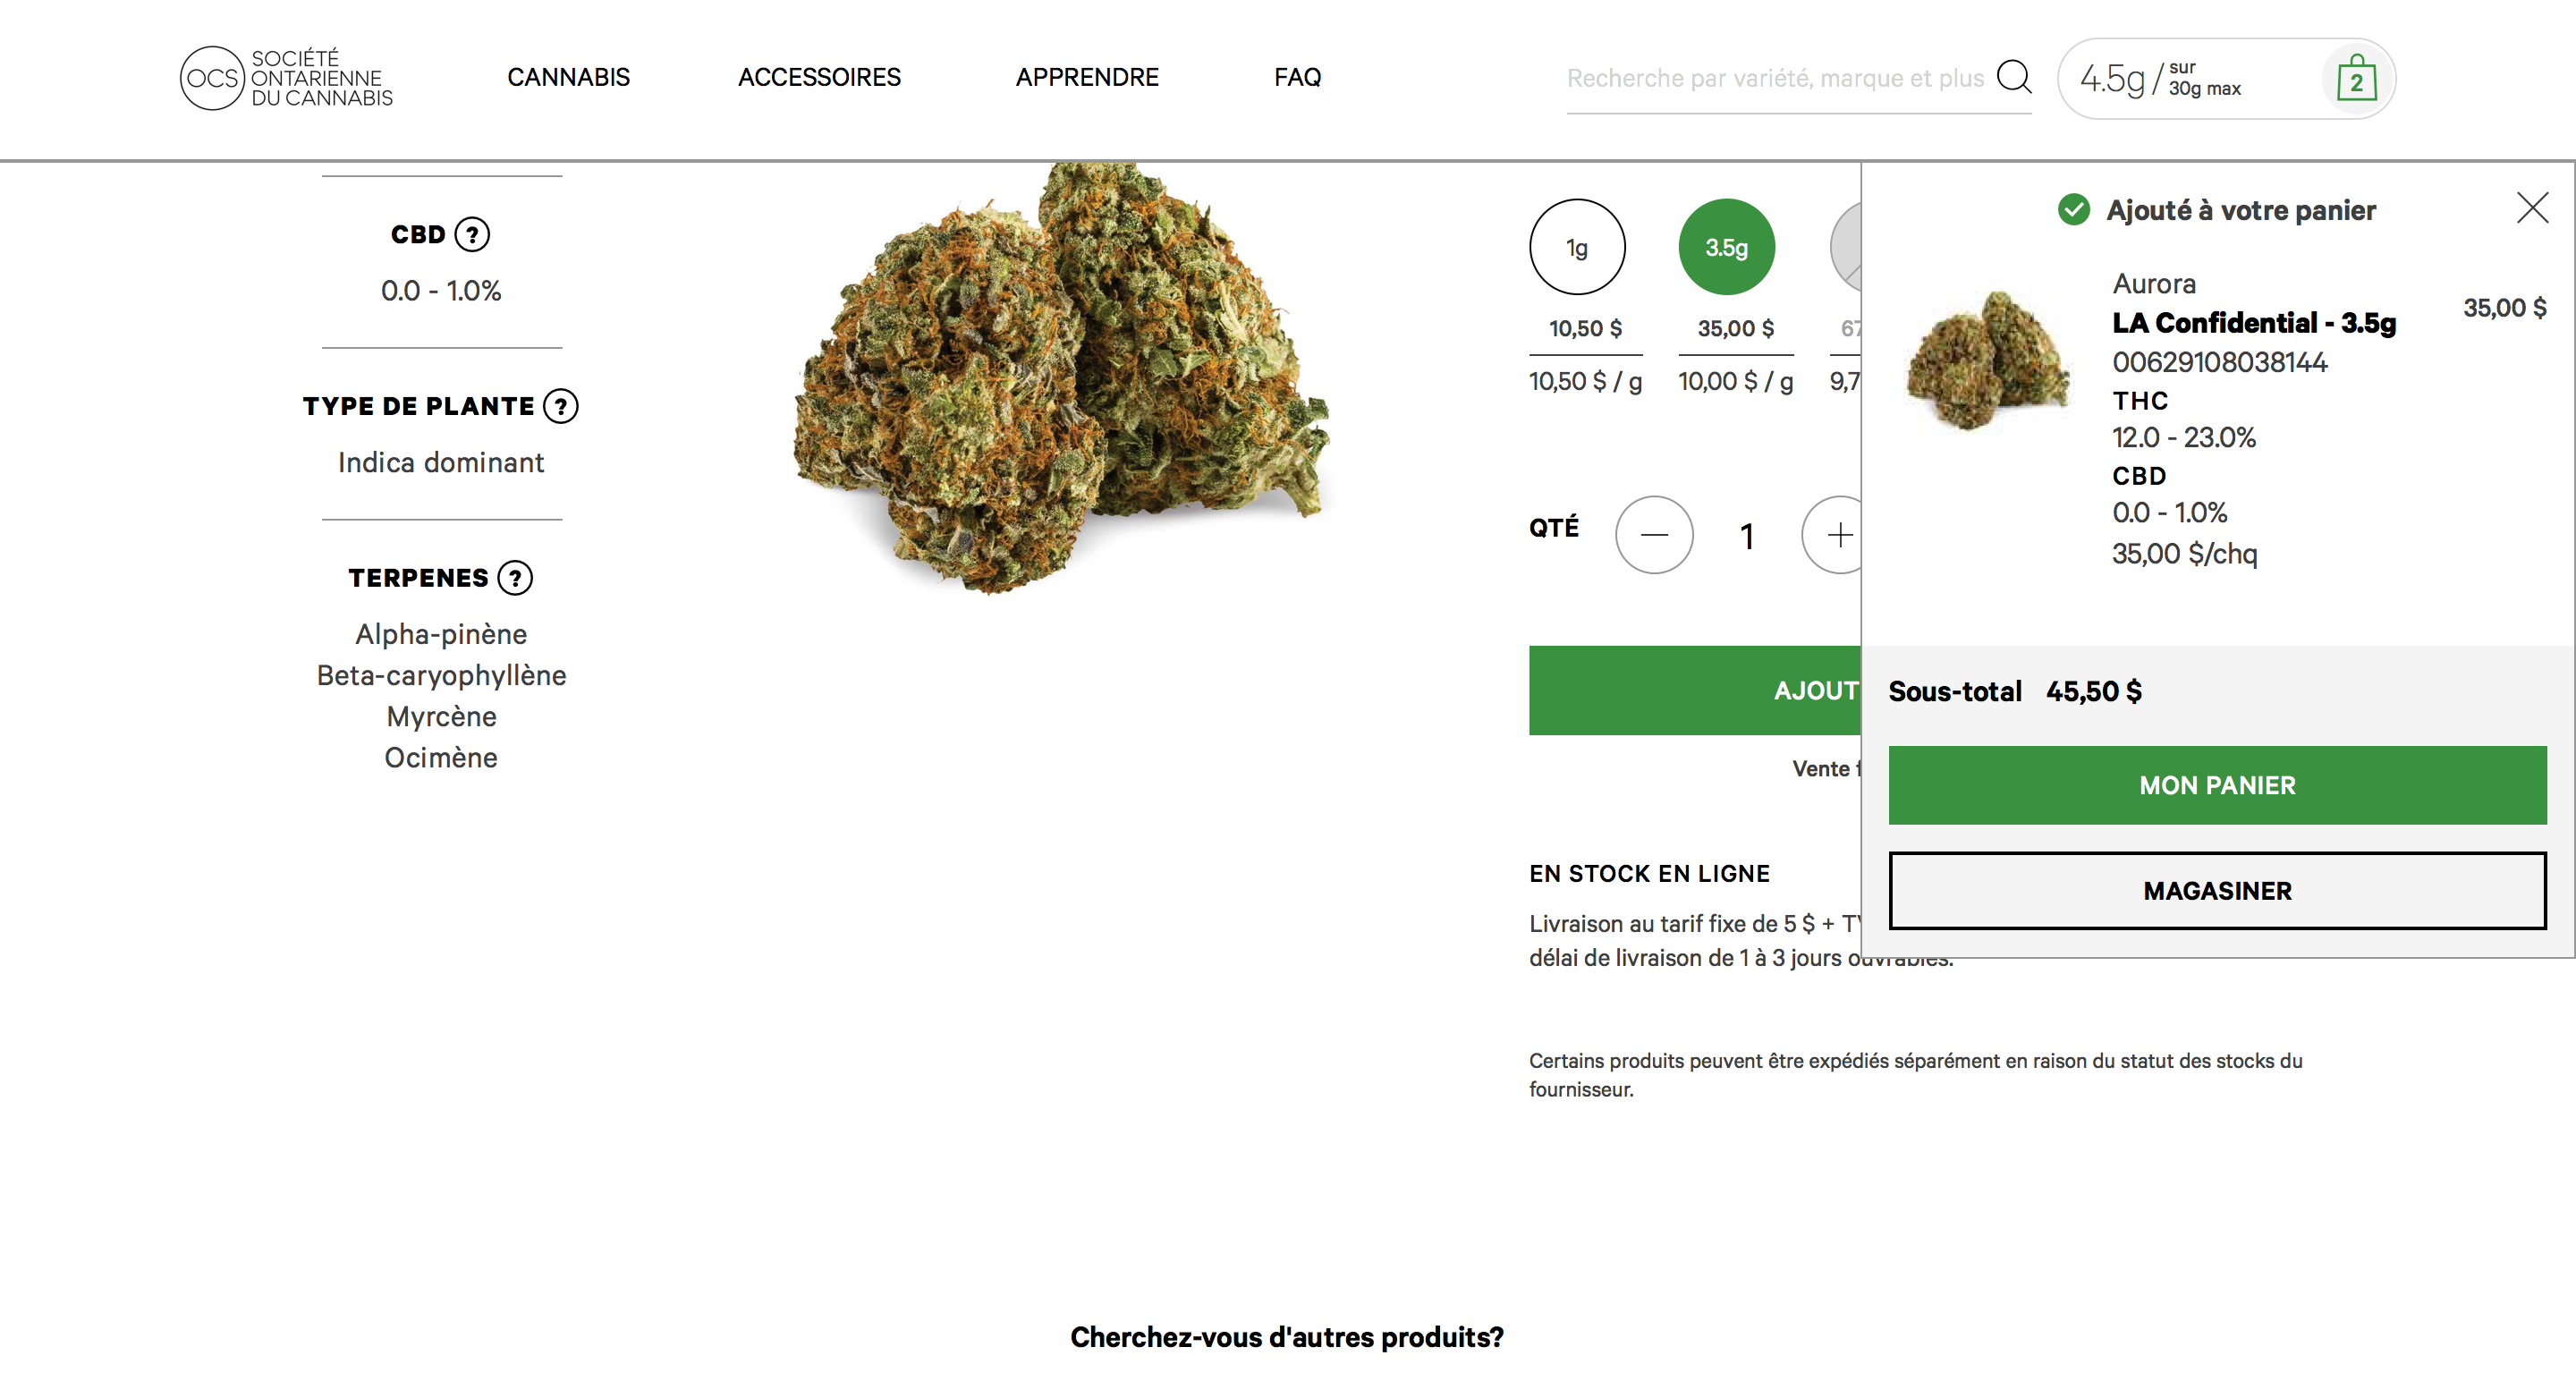 OCS
SOCIÉTÉ
ONTARIENNE
DU CANNABIS
CANNABIS
ACCESSOIRES
APPRENDRE
FAQ
Recherche par variété, marque et plus
4.5g / sur
30g max
2
CBD ?
0.0 - 1.0%
TYPE DE PLANTE ?
Indica dominant
TERPENES ?
Alpha-pinène
Beta-caryophyllène
Myrcène
Ocimène
1g
3.5g
10,50 $
35,00 $
67
10,50 $ / g
10,00 $ / g
9,7
QTÉ
1
AJOUT
Vente
EN STOCK EN LIGNE
Livraison au tarif fixe de 5 $ +
délai de livraison de 1 à 3 jours ouvrables.
Certains produits peuvent être expédiés séparément en raison du statut des stocks du
fournisseur.
Ajouté à votre panier
Aurora
LA Confidential - 3.5g
35,00 $
00629108038144
THC
12.0 - 23.0%
CBD
0.0 - 1.0%
35,00 $/chq
Sous-total 45,50 $
MON PANIER
MAGASINER
Cherchez-vous d'autres produits?